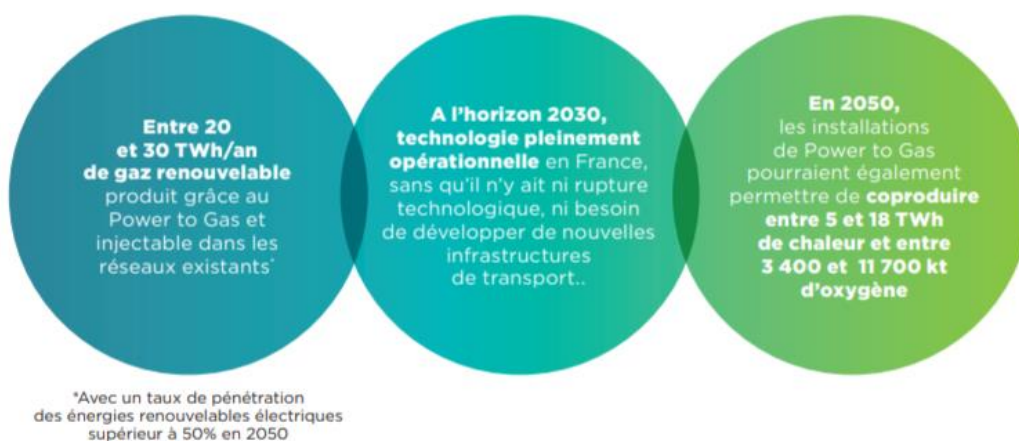 Entre 20
et 30 TWh/an
de gaz renouvelable
produit grâce au
Power to Gas et
injectable dans les
réseaux existants*
A l'horizon 2030,
technologie pleinement
opérationnelle en France,
sans qu'il n'y ait ni rupture
technologique, ni besoin
de développer de nouvelles
infrastructures
de transport..
En 2050,
les installations
de Power to Gas
pourraient également
permettre de coproduire
entre 5 et 18 TWh
de chaleur et entre
3 400 et 11 700 kt
d'oxygène
*Avec un taux de pénétration
des énergies renouvelables électriques
supérieur à 50% en 2050